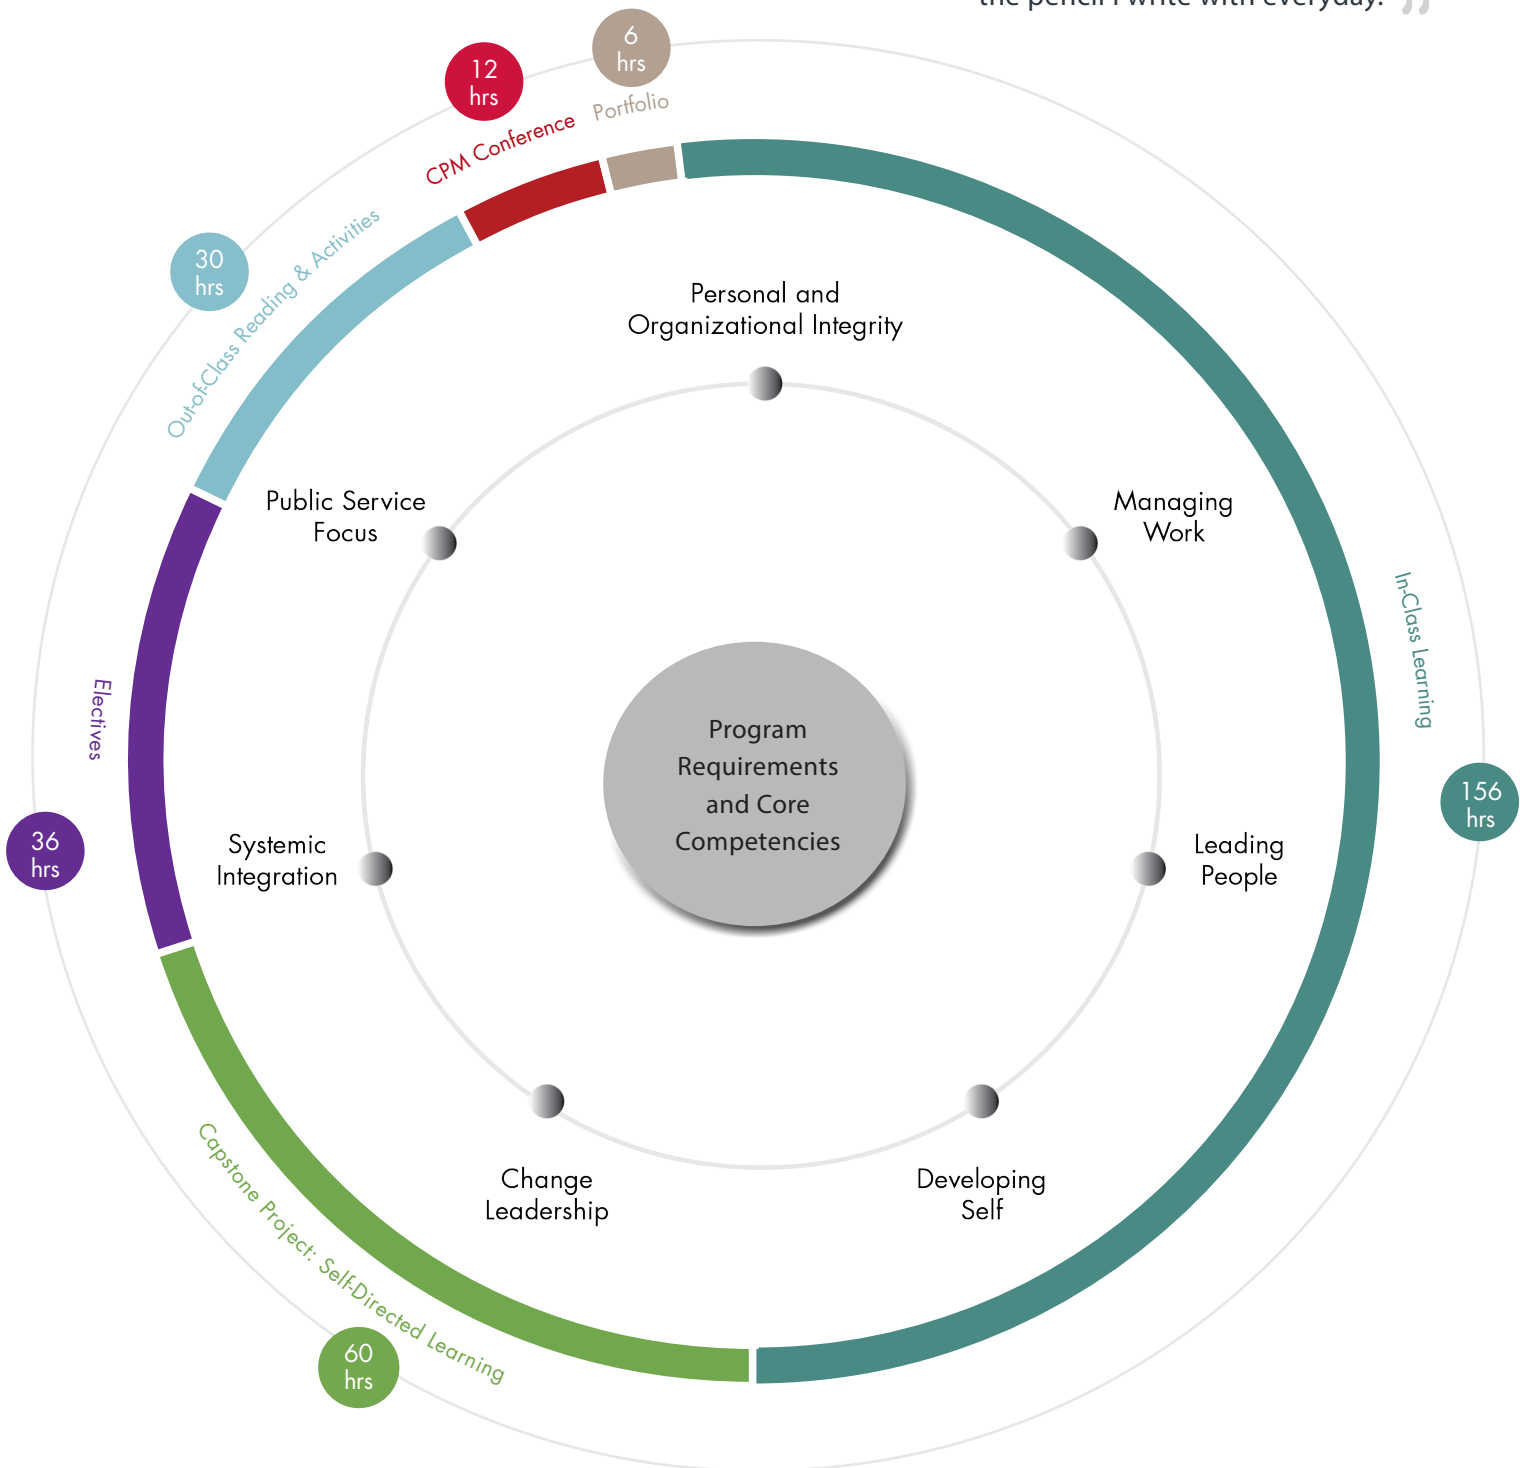 the pencil I write with everyday. ”
6
hrs
12
hrs
Portfolio
CPM Conference
30
hrs
Out-of-Class Reading & Activities
Personal and
Organizational Integrity
Public Service
Focus
Managing
Work
In-Class Learning
Electives
Program
Requirements
and Core
Competencies
156
hrs
36
hrs
Systemic
Integration
Leading
People
Change
Leadership
Developing
Self
Capstone Project: Self-Directed Learning
60
hrs